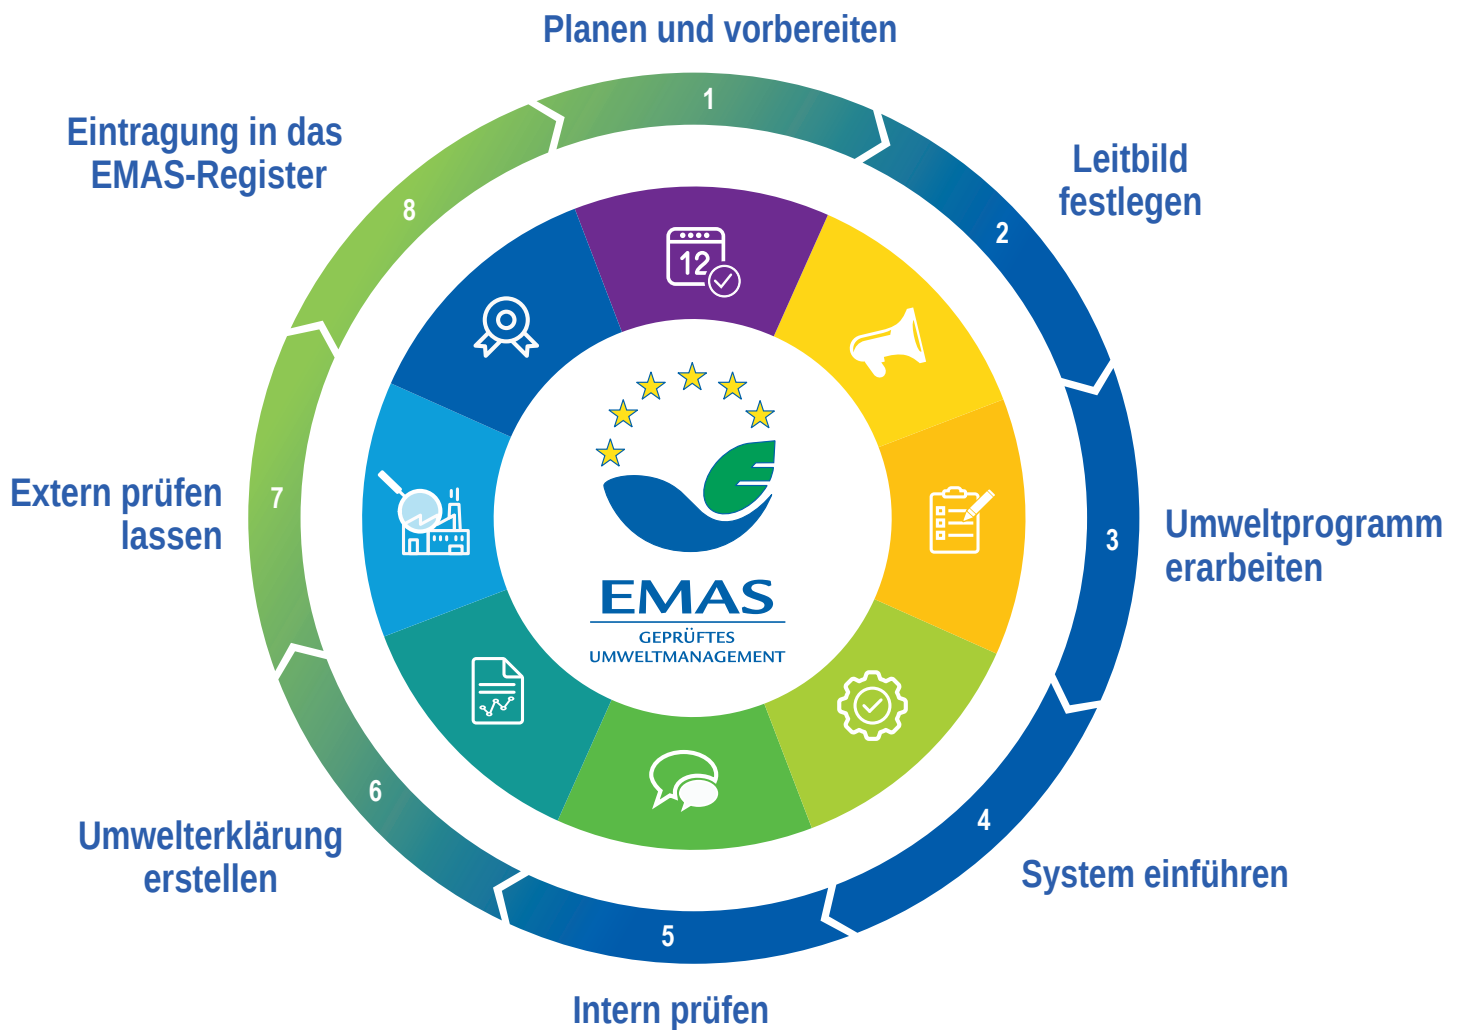 Planen und vorbereiten
1
Leitbild
festlegen
2
Umweltprogramm
erarbeiten
3
System einführen
4
Intern prüfen
5
Umwelterklärung
erstellen
6
Extern prüfen
lassen
7
Eintragung in das
EMAS-Register
8
12
EMAS
GEPRÜFTES
UMWELTMANAGEMENT